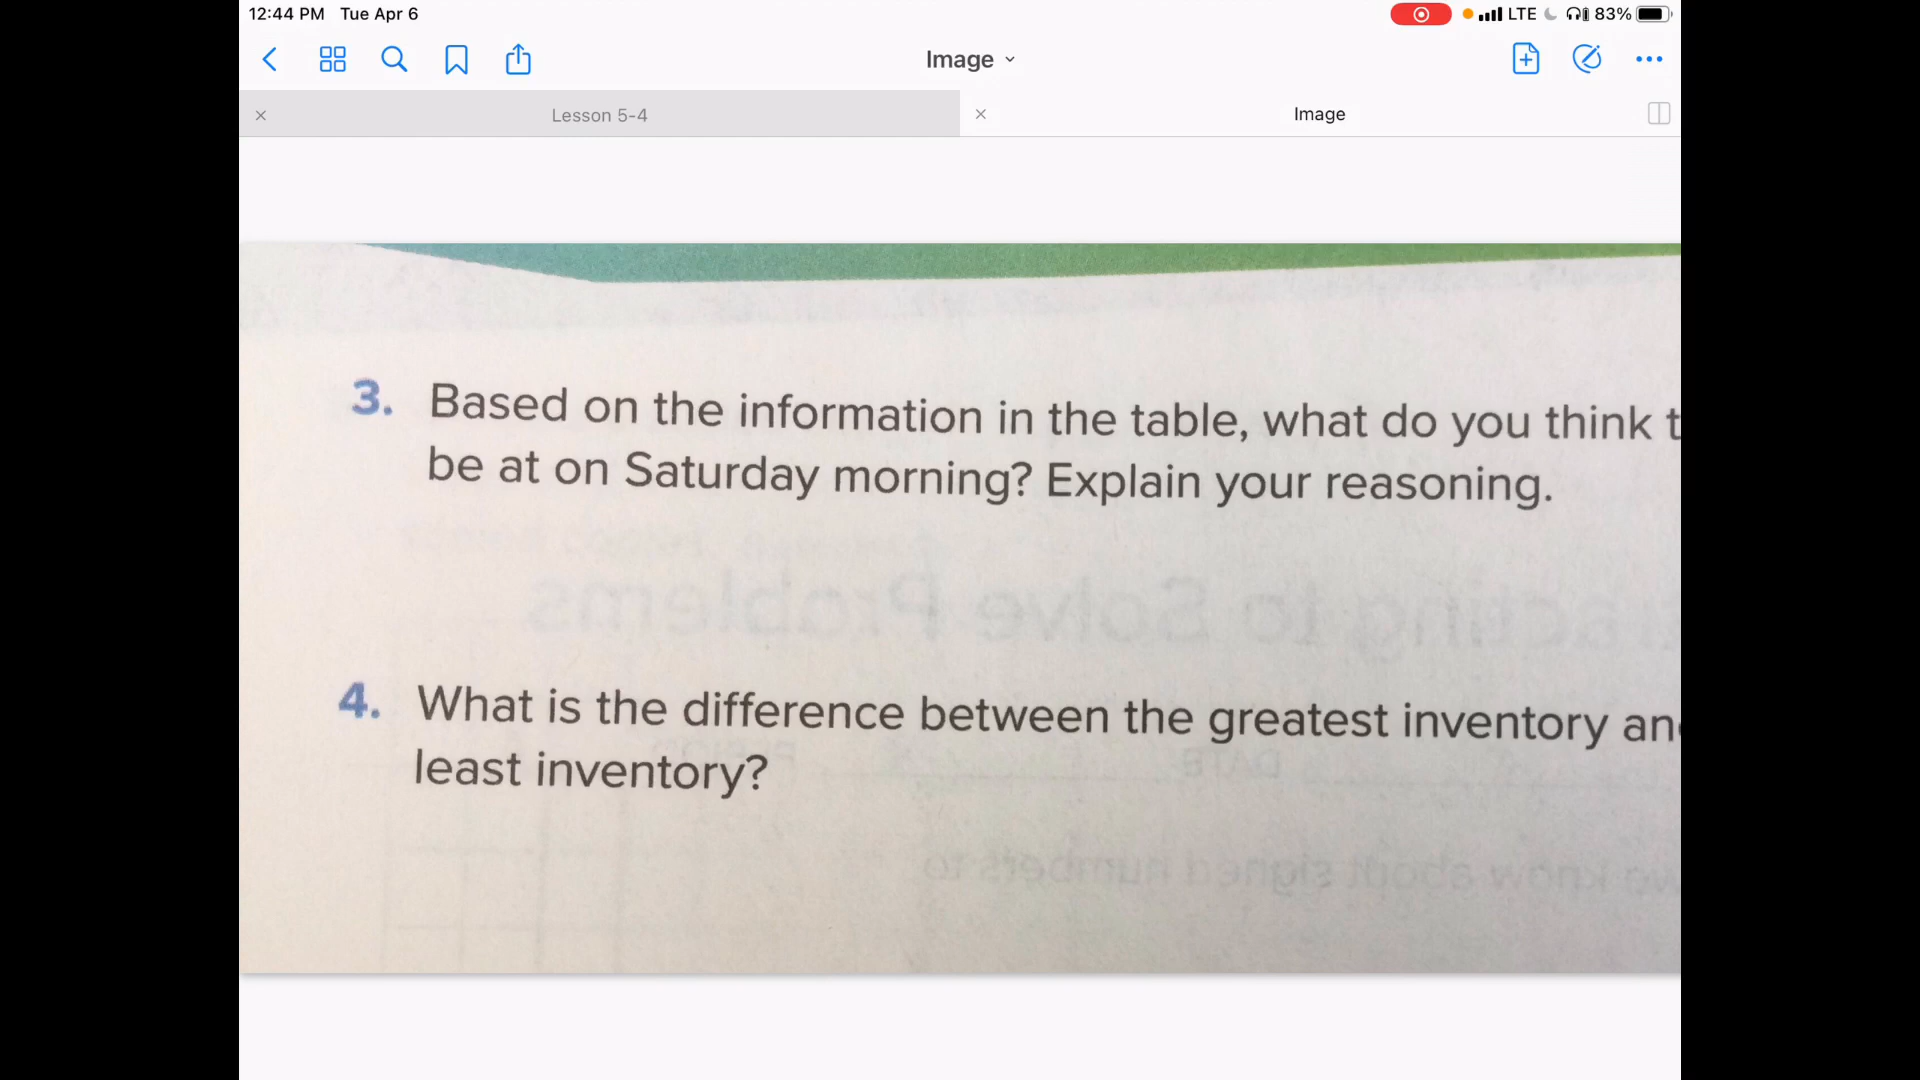 12:44 PM Tue Apr 6
LTE 83%
Image
Lesson 5-4
Image
3. Based on the information in the table, what do you think t
be at on Saturday morning? Explain your reasoning.
4. What is the difference between the greatest inventory an
least inventory?